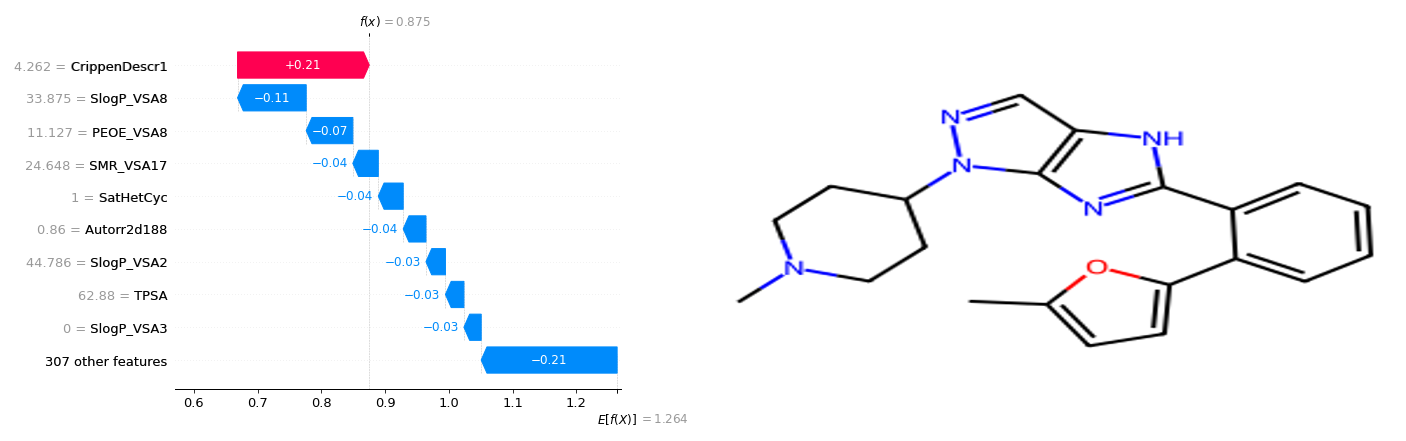 f(x) = 0.875
4.262 = CrippenDescr1 +0.21
33.875 = SlogP_VSA8 −0.11
11.127 = PEOE_VSA8 −0.07
24.648 = SMR_VSA17 −0.04
1 = SatHetCyc −0.04
0.86 = Autorr2d188 −0.04
44.786 = SlogP_VSA2 −0.03
62.88 = TPSA −0.03
0 = SlogP_VSA3 −0.03
307 other features −0.21
0.6 0.7 0.8 0.9 1.0 1.1 1.2
E[f(X)] = 1.264
N
NH
N
N
N
O